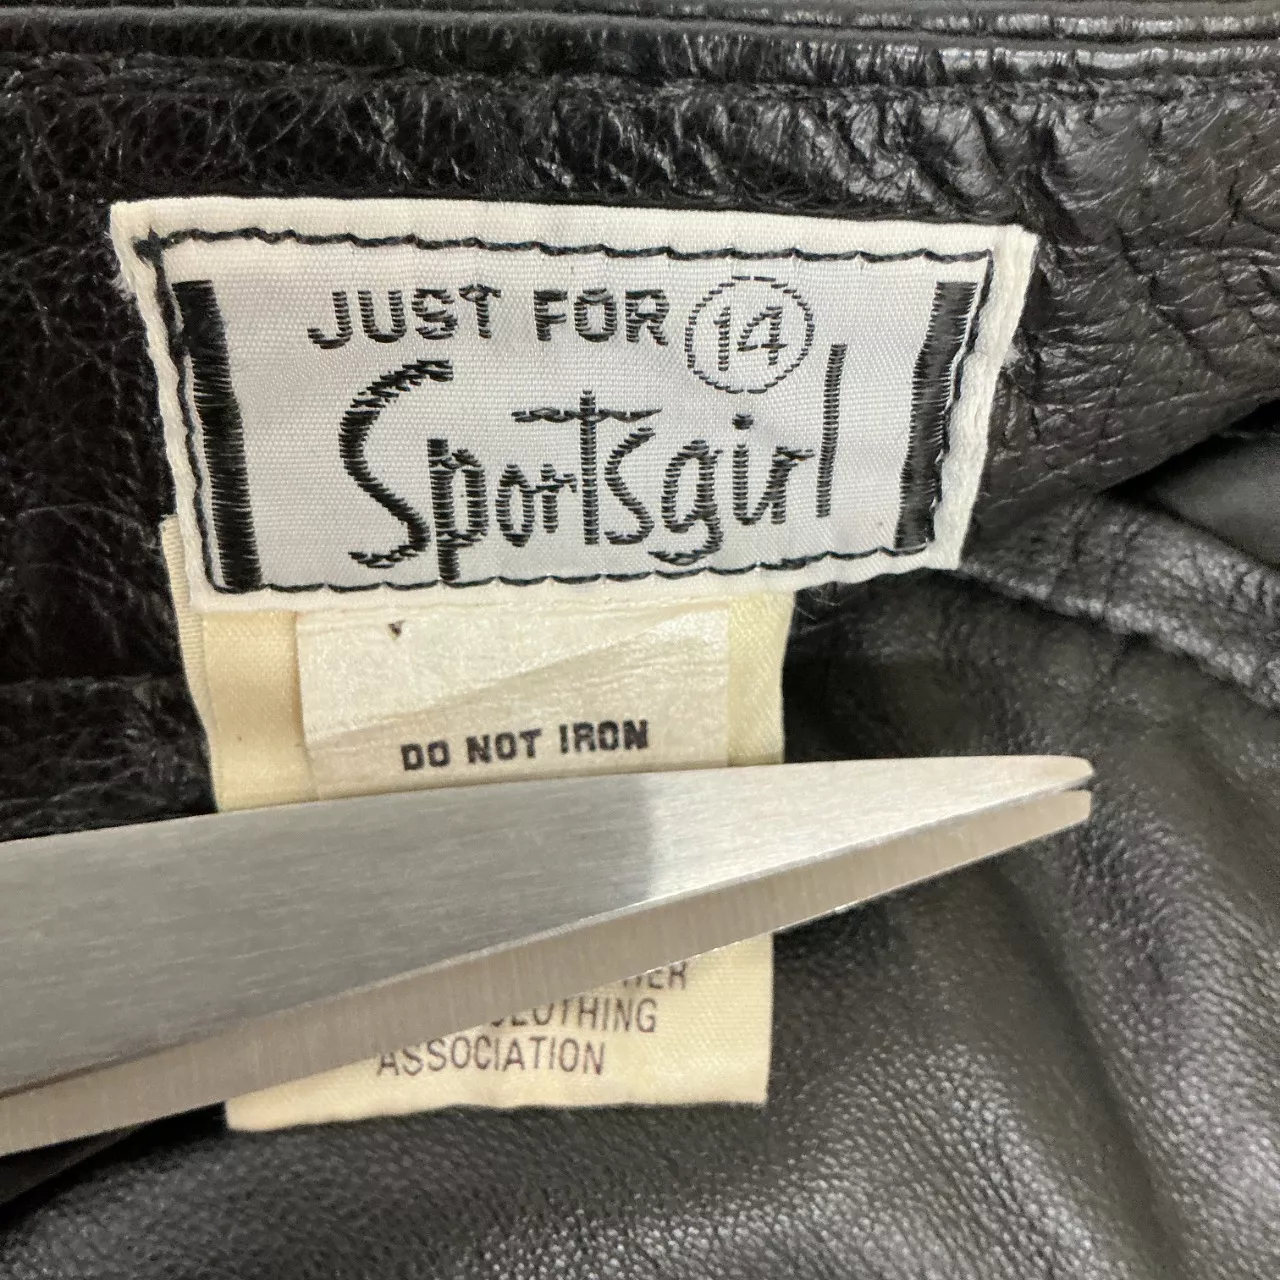 JUST FOR 14
Sportsgirl
DO NOT IRON
CLOTHING
ASSOCIATION